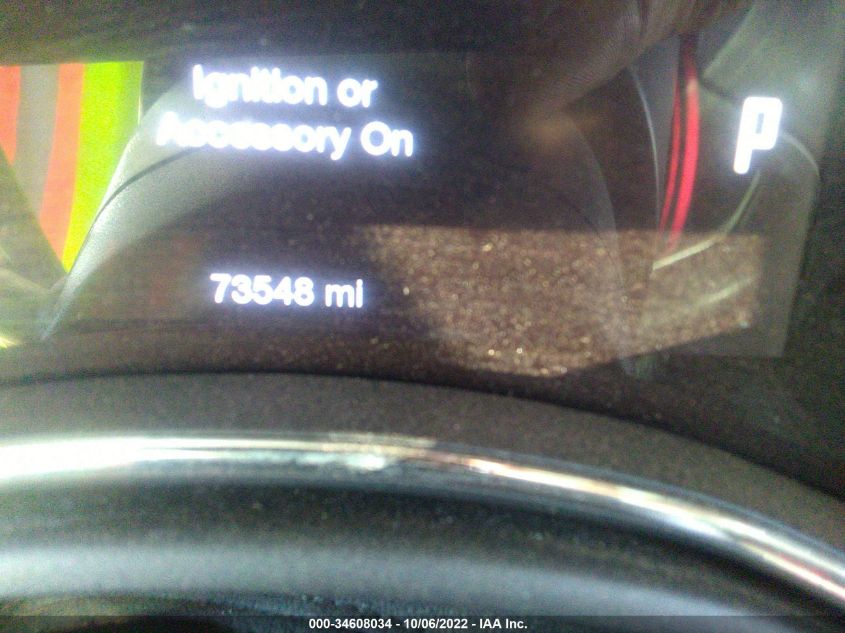 Ignition or
Accessory On
P
73548 mi
000-34608034 - 10/06/2022 - IAA Inc.